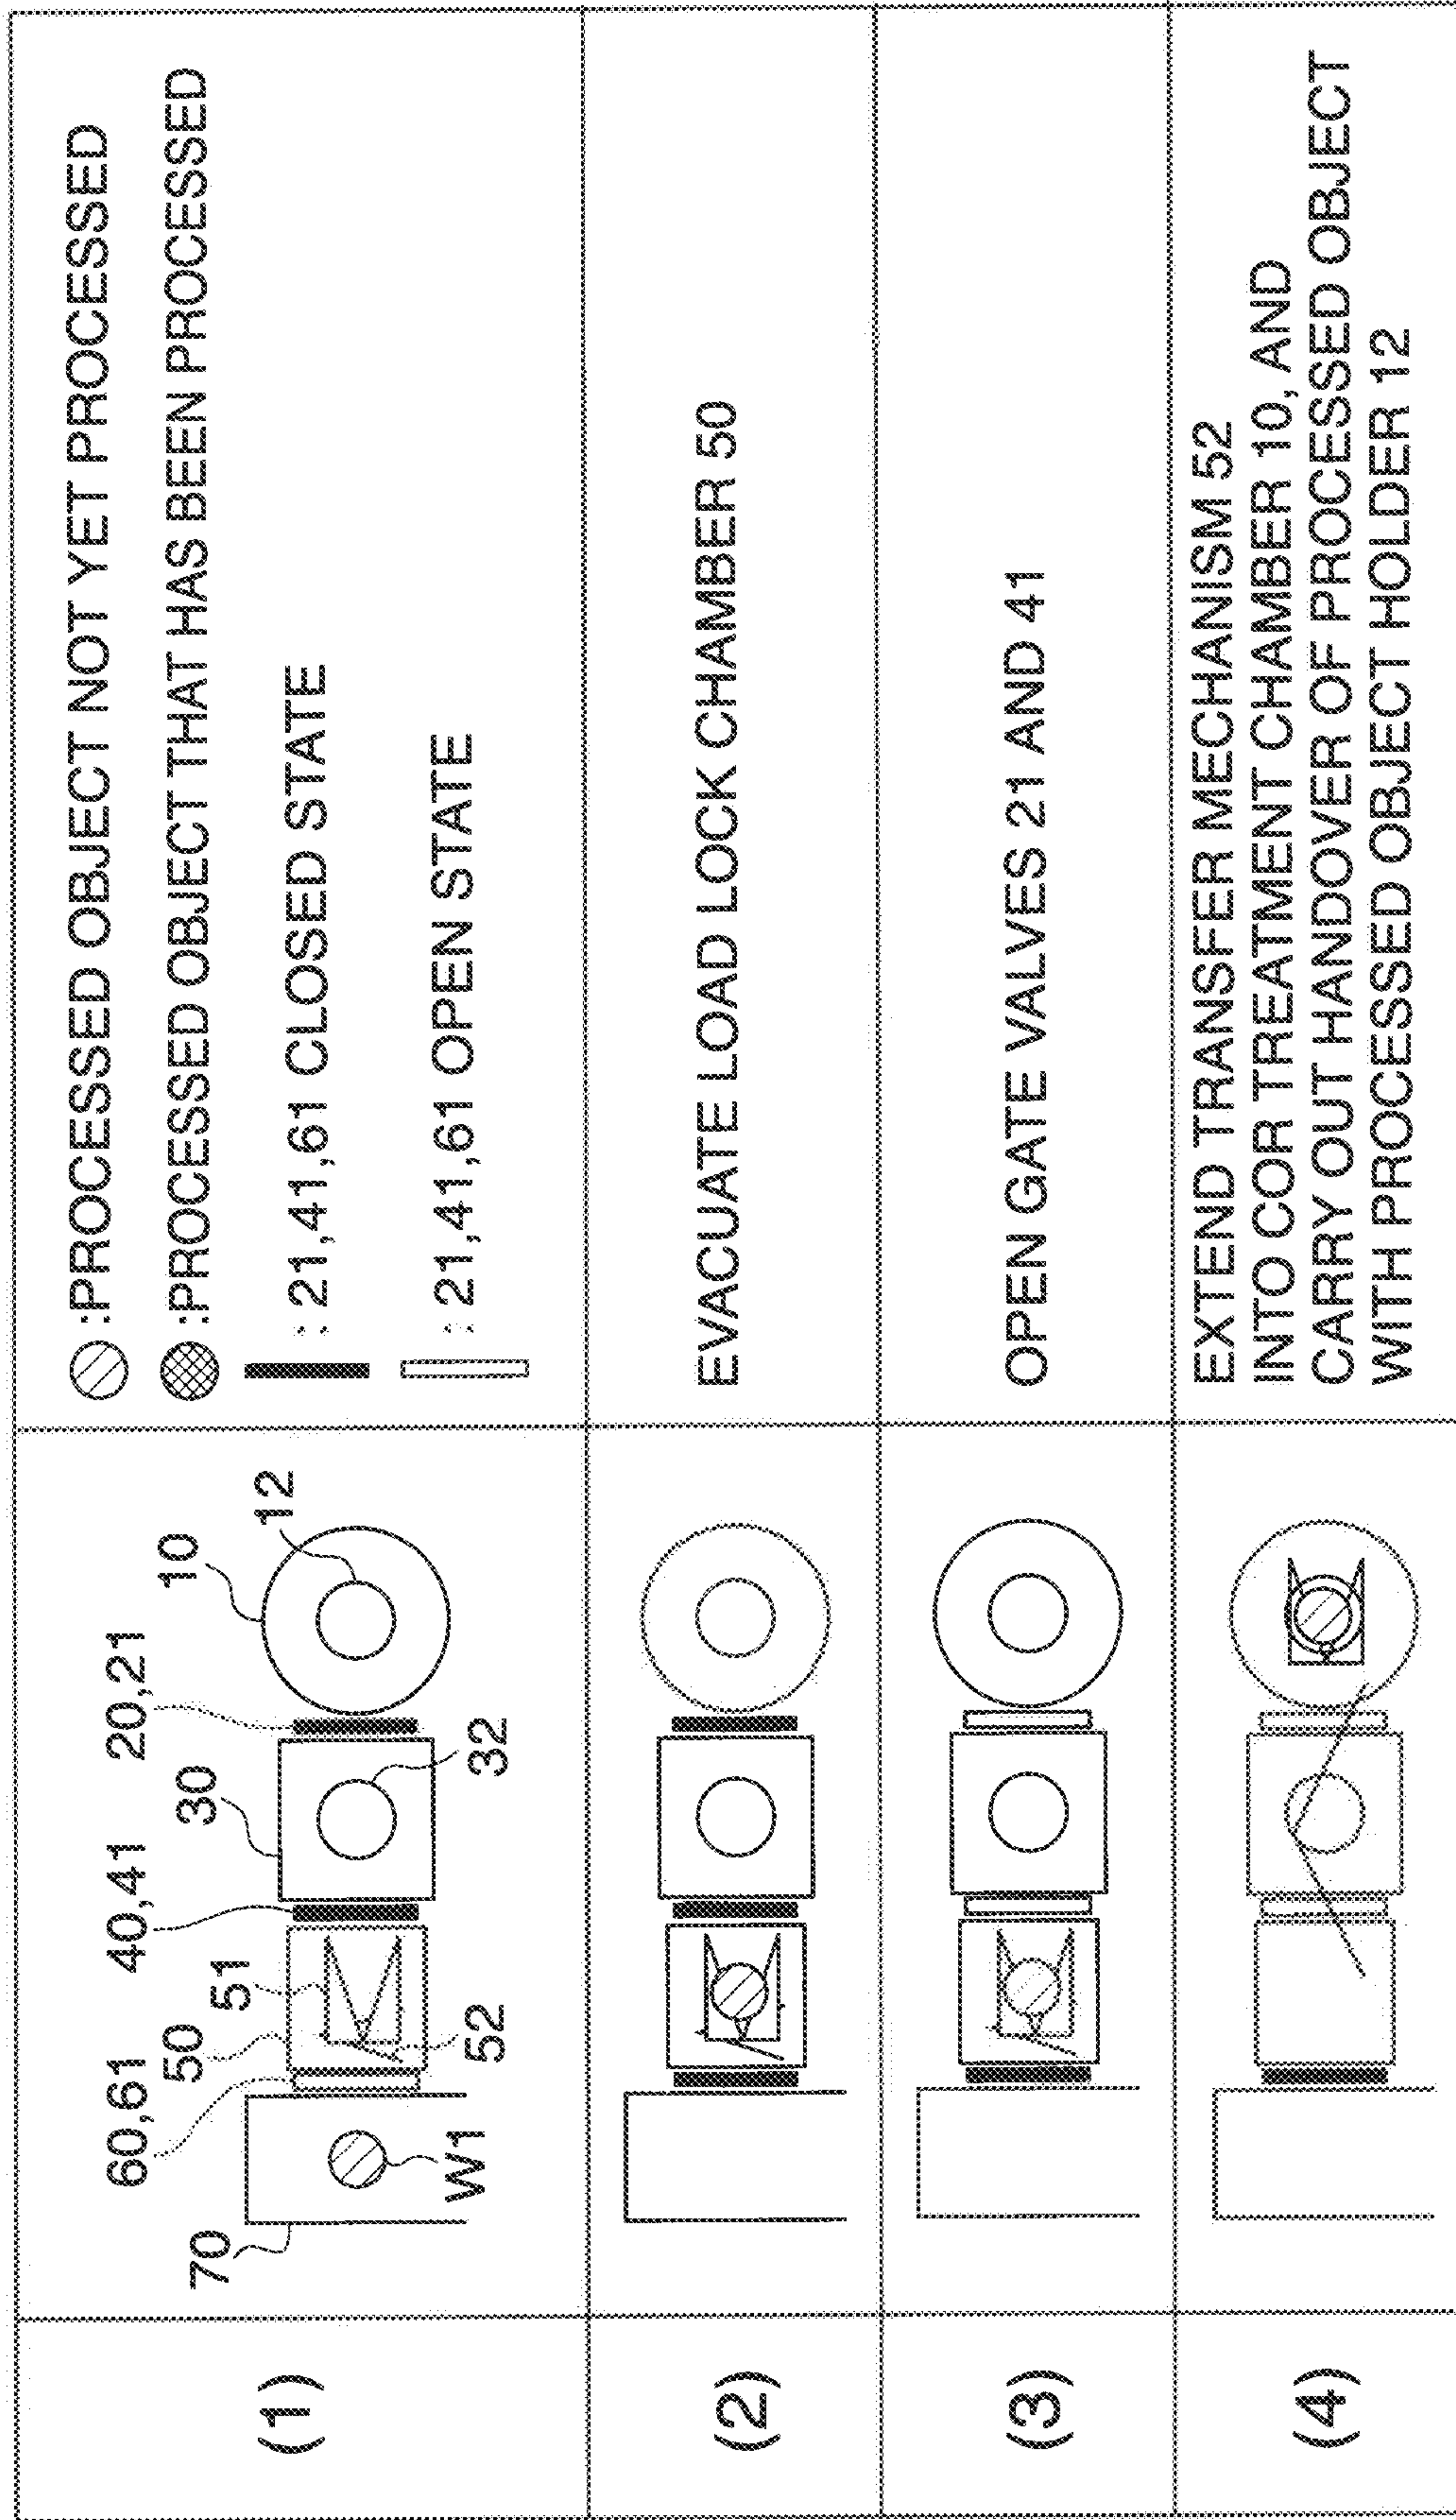 (1)
70
60,61
50
51
40,41
30
20,21
10
12
W1
52
32
:PROCESSED OBJECT NOT YET PROCESSED
:PROCESSED OBJECT THAT HAS BEEN PROCESSED
: 21,41,61 CLOSED STATE
: 21,41,61 OPEN STATE
(2)
EVACUATE LOAD LOCK CHAMBER 50
(3)
OPEN GATE VALVES 21 AND 41
(4)
EXTEND TRANSFER MECHANISM 52
INTO COR TREATMENT CHAMBER 10, AND
CARRY OUT HANDOVER OF PROCESSED OBJECT
WITH PROCESSED OBJECT HOLDER 12